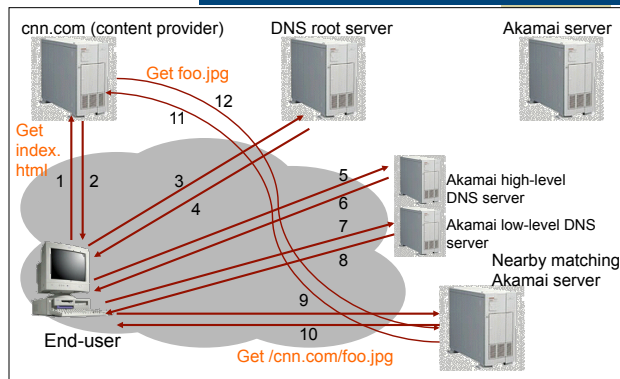 cnn.com (content provider)
DNS root server
Akamai server
Get foo.jpg
12
11
Get
index.
html
1
2
3
4
5
6
Akamai high-level
DNS server
7
8
Akamai low-level DNS
server
Nearby matching
Akamai server
9
10
End-user
Get /cnn.com/foo.jpg